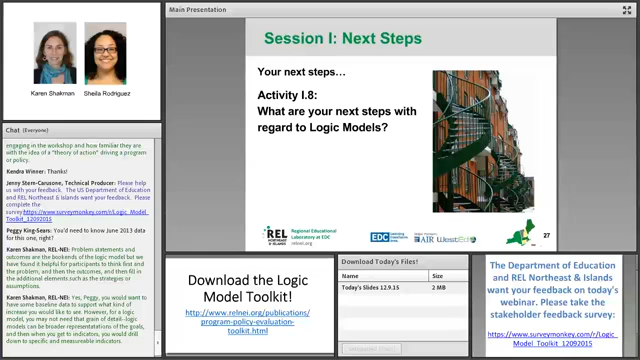 Main Presentation
Karen Shakman
Sheila Rodriguez
Chat (Everyone)
engaging in the workshop and how familiar they are
with the idea of a "theory of action" driving a program
or policy.
Kendra Winner: Thanks!
Jenny Stern-Carusone, Technical Producer: Please help
us with your feedback. The US Department of Education
and REL Northeast & Islands want your feedback. Please
complete the
survey:https://www.surveymonkey.com/r/Logic_Model_
Toolkit_12092015
Peggy King-Sears: You'd need to know June 2013 data
for this one, right?
Karen Shakman, REL-NEI: Problem statements and
outcomes are the bookends of the logic model but we
have found it helpful for participants to think first and
the problem, and then the outcomes, and then fill in
the additional elements such as the strategies or
assumptions.
Karen Shakman, REL-NEI: Yes, Peggy, you would want to
have some baseline data to support what kind of
increase you would like to see. However, for a logic
model, you may not need that grain of detail--logic
models can be broader representations of the goals,
and then when you get to indicators, you would drill
down to specific and measurable indicators.
Session I: Next Steps
Your next steps…
Activity I.8:
What are your next steps with
regard to Logic Models?
REL
NORTHEAST
& ISLANDS
Regional Educational
Laboratory at EDC
relnei.org
EDC
Learning
transforms
lives.
AIR
WestEd
27
Download the Logic
Model Toolkit!
http://www.relnei.org/publications/
program-policy-evaluation-
toolkit.html
Download Today's Files!
Name
Size
Today's Slides 12.9.15
2 MB
The Department of Education
and REL Northeast & Islands
want your feedback on today's
webinar. Please take the
stakeholder feedback survey:
https://www.surveymonkey.com/r/Logic_
Model_Toolkit_12092015